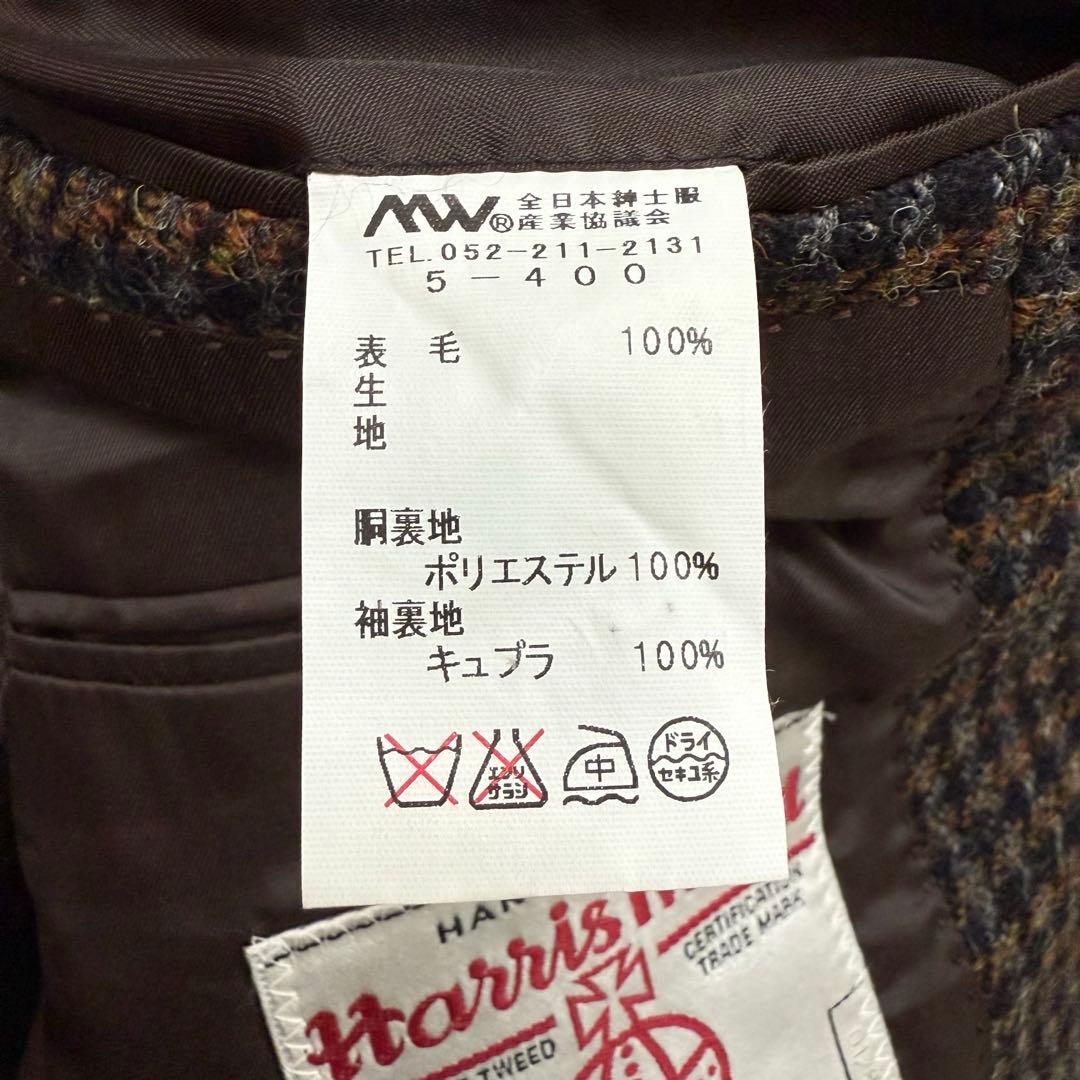 MW® 全日本紳士服
産業協議会
TEL. 052-211-2131
5-400
表生地 毛 100%
胴裏地
ポリエステル 100%
袖裏地
キュプラ 100%
エンソサラシ
中
ドライ
セキユ系
HAN
Harris
CERTIFICATION
TRADE MARK
TWEED